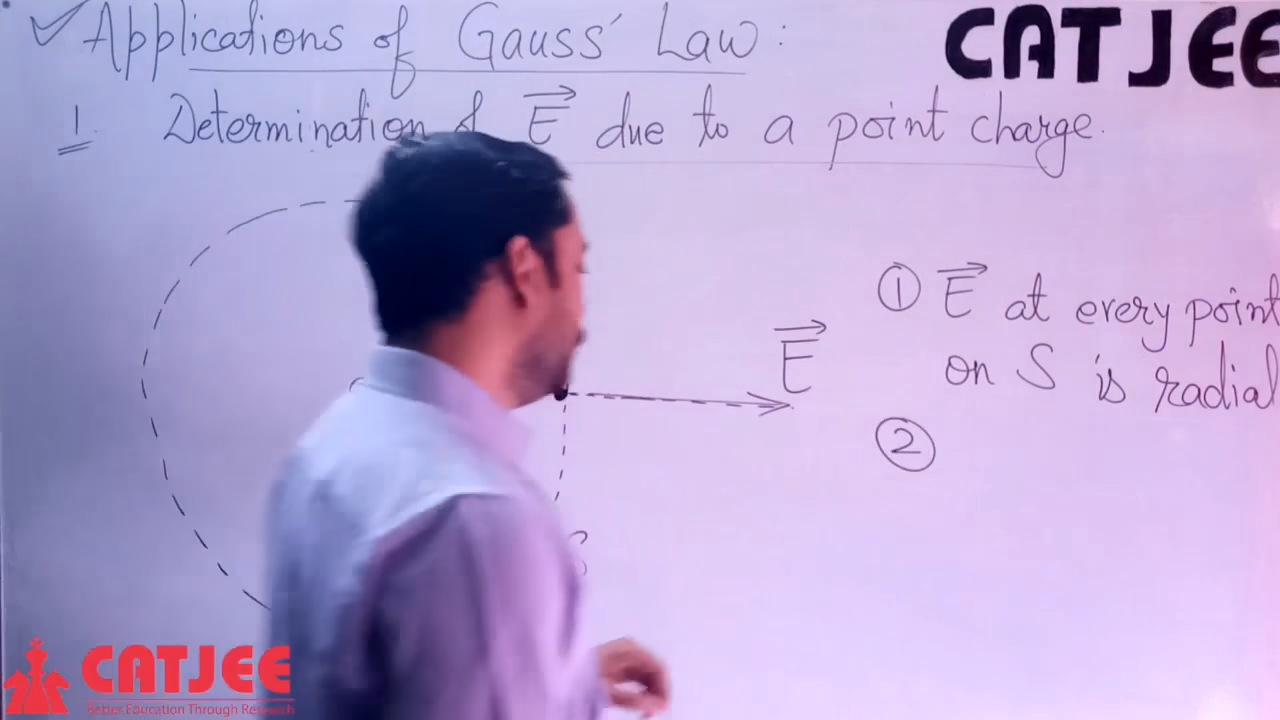 ✓ Applications of Gauss' Law :
CATJEE
1. Determination of E due to a point charge.
① E at every point
on S is radial
E
②
S
CATJEE
Better Education Through Research